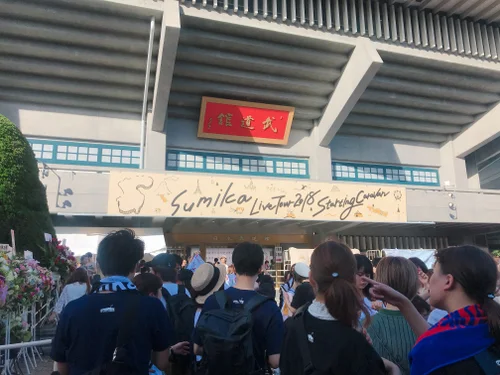 館道武
Sumika Live Tour 2018 Starting Caravan